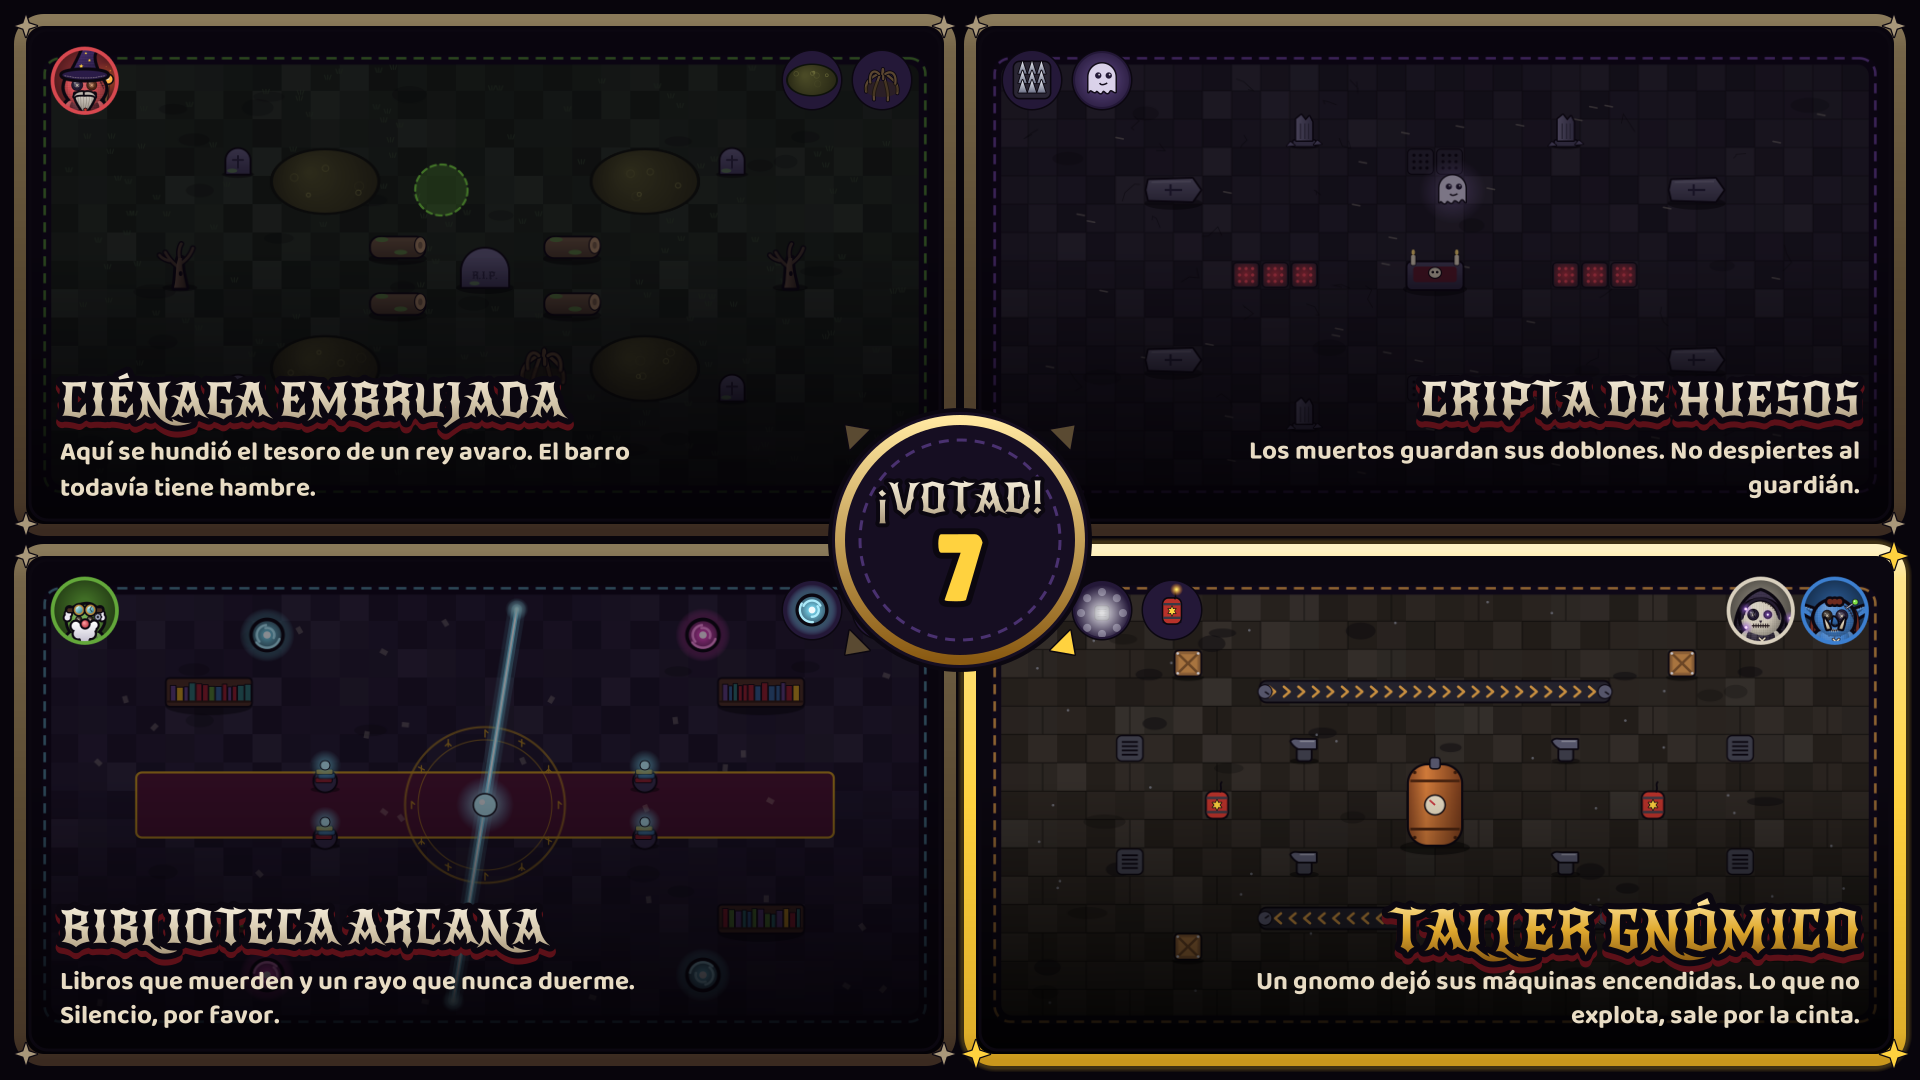 CIÉNAGA EMBRUJADA
Aquí se hundió el tesoro de un rey avaro. El barro
todavía tiene hambre.
R.I.P.
CRIPTA DE HUESOS
Los muertos guardan sus doblones. No despiertes al
guardián.
¡VOTAD!
7
BIBLIOTECA ARCANA
Libros que muerden y un rayo que nunca duerme.
Silencio, por favor.
TALLER GNÓMICO
Un gnomo dejó sus máquinas encendidas. Lo que no
explota, sale por la cinta.